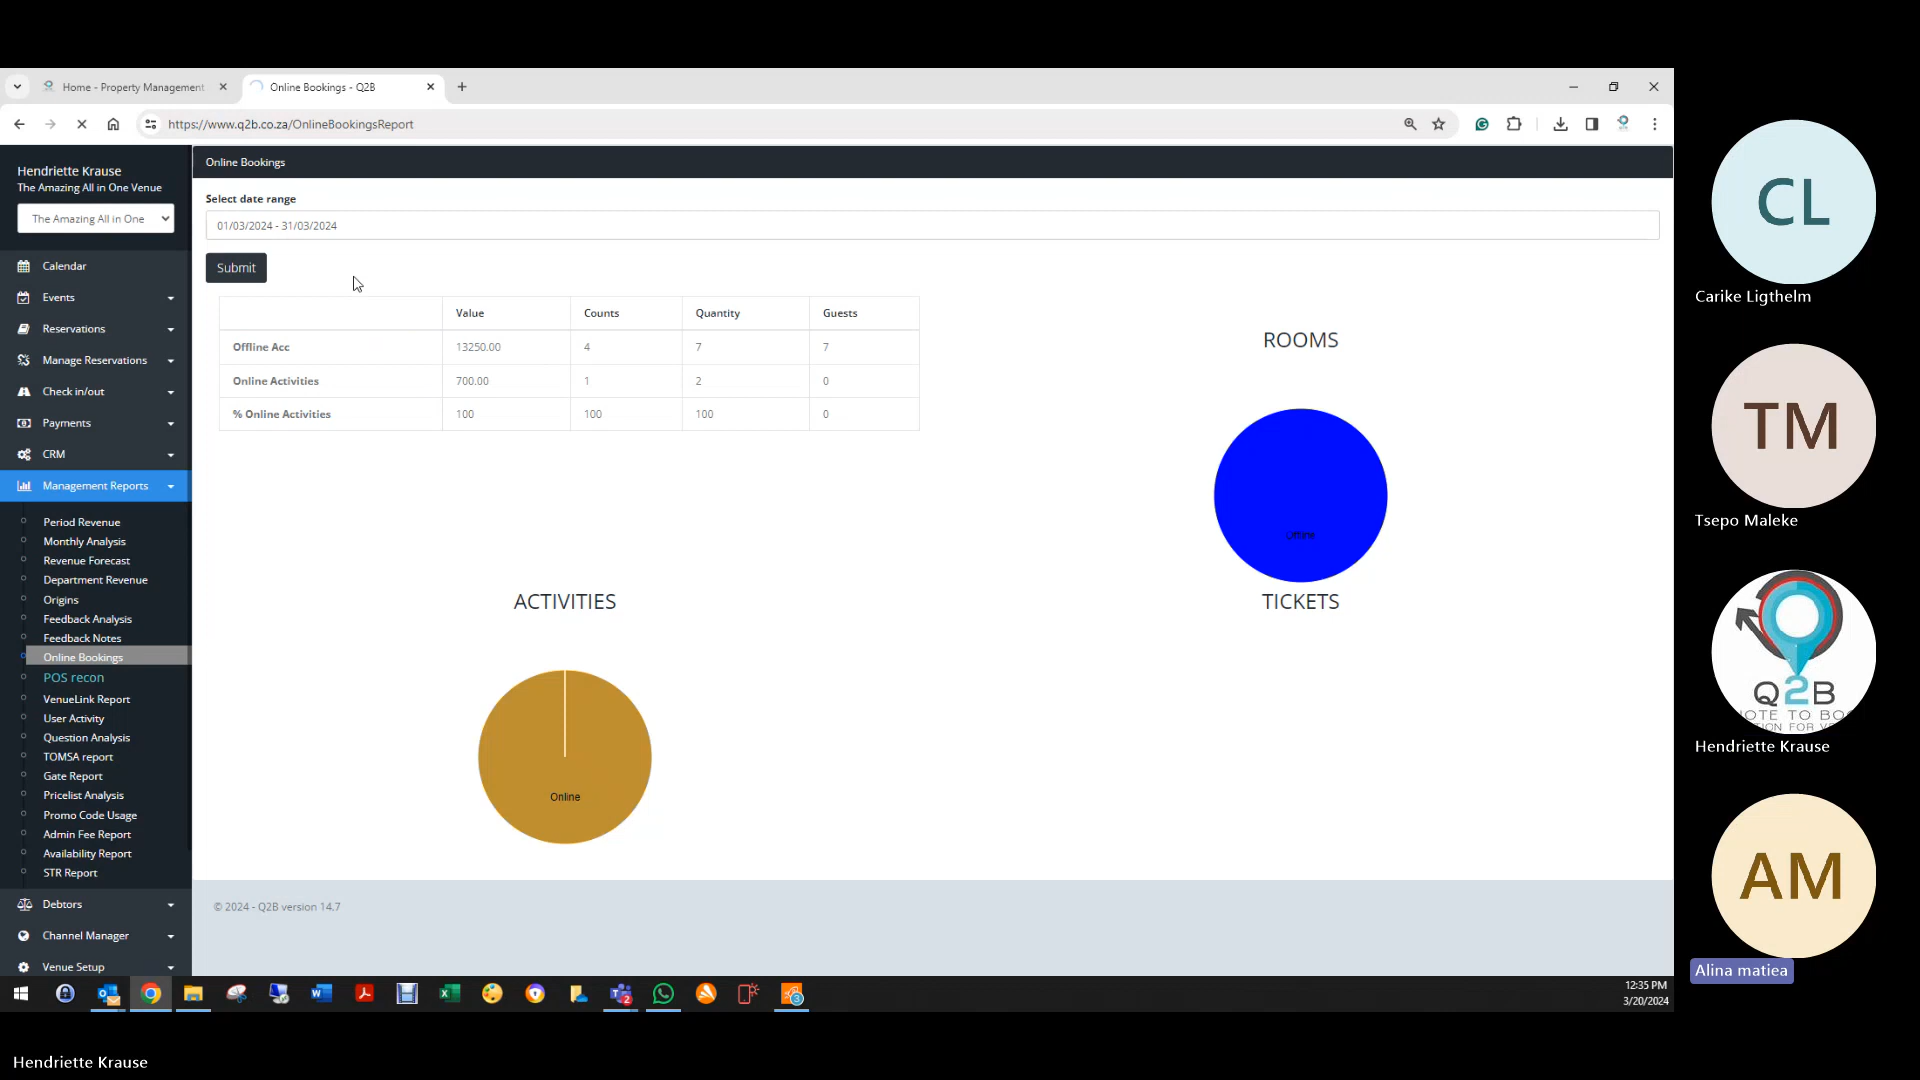 Home - Property Management
Online Bookings - Q2B
https://www.q2b.co.za/OnlineBookingsReport
Hendriette Krause
The Amazing All in One Venue
The Amazing All in One
Calendar
Events
Reservations
Manage Reservations
Check in/out
Payments
CRM
Management Reports
Period Revenue
Monthly Analysis
Revenue Forecast
Department Revenue
Origins
Feedback Analysis
Feedback Notes
Online Bookings
POS recon
VenueLink Report
User Activity
Question Analysis
TOMSA report
Gate Report
Pricelist Analysis
Promo Code Usage
Admin Fee Report
Availability Report
STR Report
Debtors
Channel Manager
Venue Setup
Online Bookings
Select date range
01/03/2024 - 31/03/2024
Submit
Value Counts Quantity Guests
Offline Acc 13250.00 4 7 7
Online Activities 700.00 1 2 0
% Online Activities 100 100 100 0
ROOMS
Offline
ACTIVITIES
Online
TICKETS
© 2024 - Q2B version 14.7
12:35 PM
3/20/2024
CL
Carike Ligthelm
TM
Tsepo Maleke
Q2B
Hendriette Krause
AM
Alina matiea
Hendriette Krause